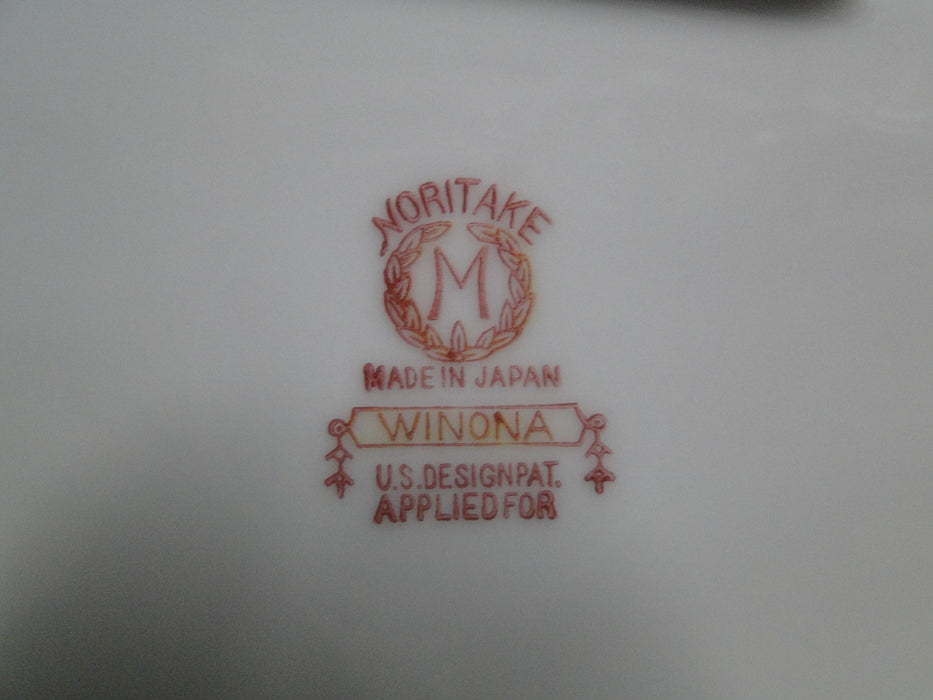 NORITAKE
M
MADE IN JAPAN
WINONA
U.S. DESIGN PAT.
APPLIED FOR